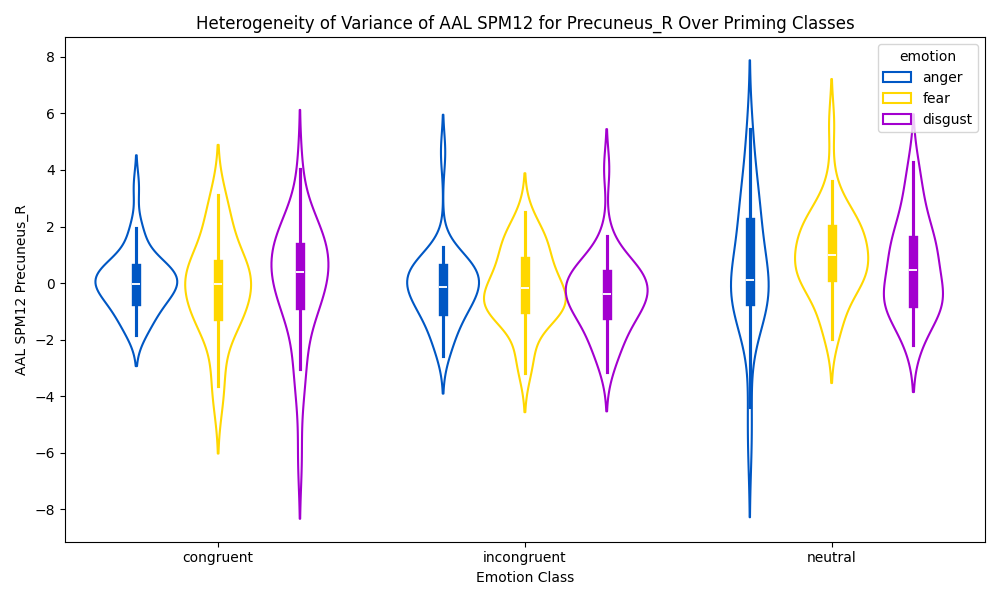 Heterogeneity of Variance of AAL SPM12 for Precuneus_R Over Priming Classes
AAL SPM12 Precuneus_R
8
6
4
2
0
−2
−4
−6
−8
emotion
anger
fear
disgust
congruent
incongruent
neutral
Emotion Class